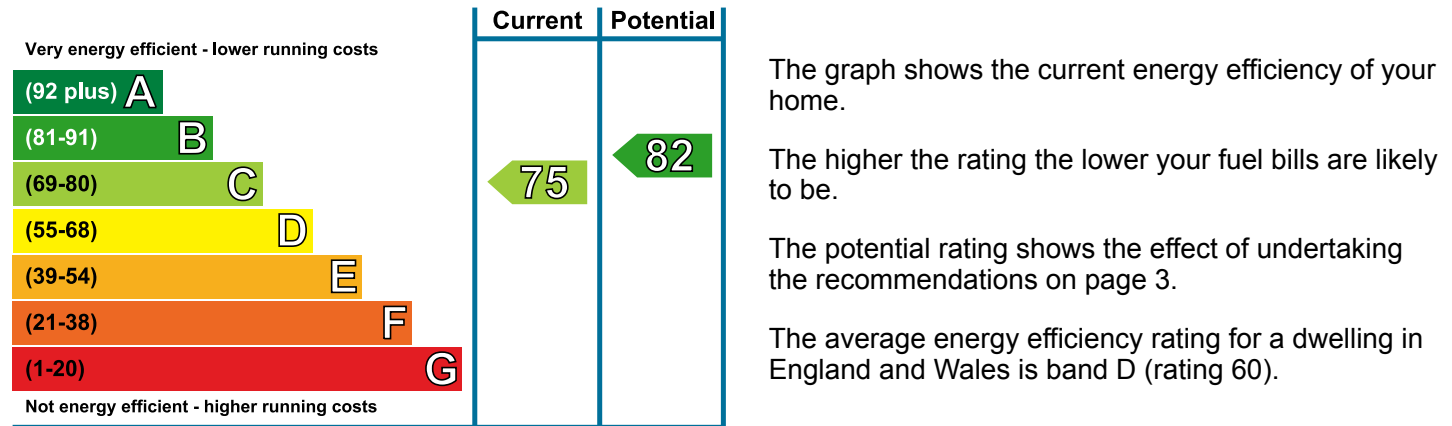 Current Potential
Very energy efficient - lower running costs
(92 plus) A
(81-91) B
(69-80) C
(55-68) D
(39-54) E
(21-38) F
(1-20) G
Not energy efficient - higher running costs
75
82
The graph shows the current energy efficiency of your
home.
The higher the rating the lower your fuel bills are likely
to be.
The potential rating shows the effect of undertaking
the recommendations on page 3.
The average energy efficiency rating for a dwelling in
England and Wales is band D (rating 60).